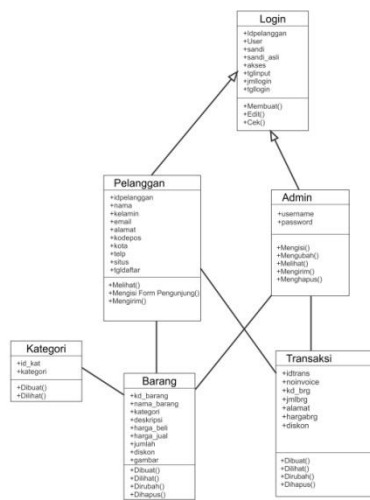 Login
+Idpelanggan
+User
+sandi
+sandi_asli
+akses
+tglinput
+jmllogin
+tgllogin
+Membuat()
+Edit()
+Cek()
Pelanggan
+idpelanggan
+nama
+kelamin
+email
+alamat
+kodepos
+kota
+telp
+situs
+tgldaftar
+Melihat()
+Mengisi Form Pengunjung()
+Mengirim()
Admin
+username
+password
+Mengisi()
+Mengubah()
+Melihat()
+Mengirim()
+Menghapus()
Kategori
+id_kat
+kategori
+Dibuat()
+Dilihat()
Barang
+kd_barang
+nama_barang
+kategori
+deskripsi
+harga_beli
+harga_jual
+jumlah
+diskon
+gambar
+Dibuat()
+Dilihat()
+Dirubah()
+Dihapus()
Transaksi
+idtrans
+noinvoice
+kd_brg
+jmlbrg
+alamat
+hargabrg
+diskon
+Dibuat()
+Dilihat()
+Dirubah()
+Dihapus()